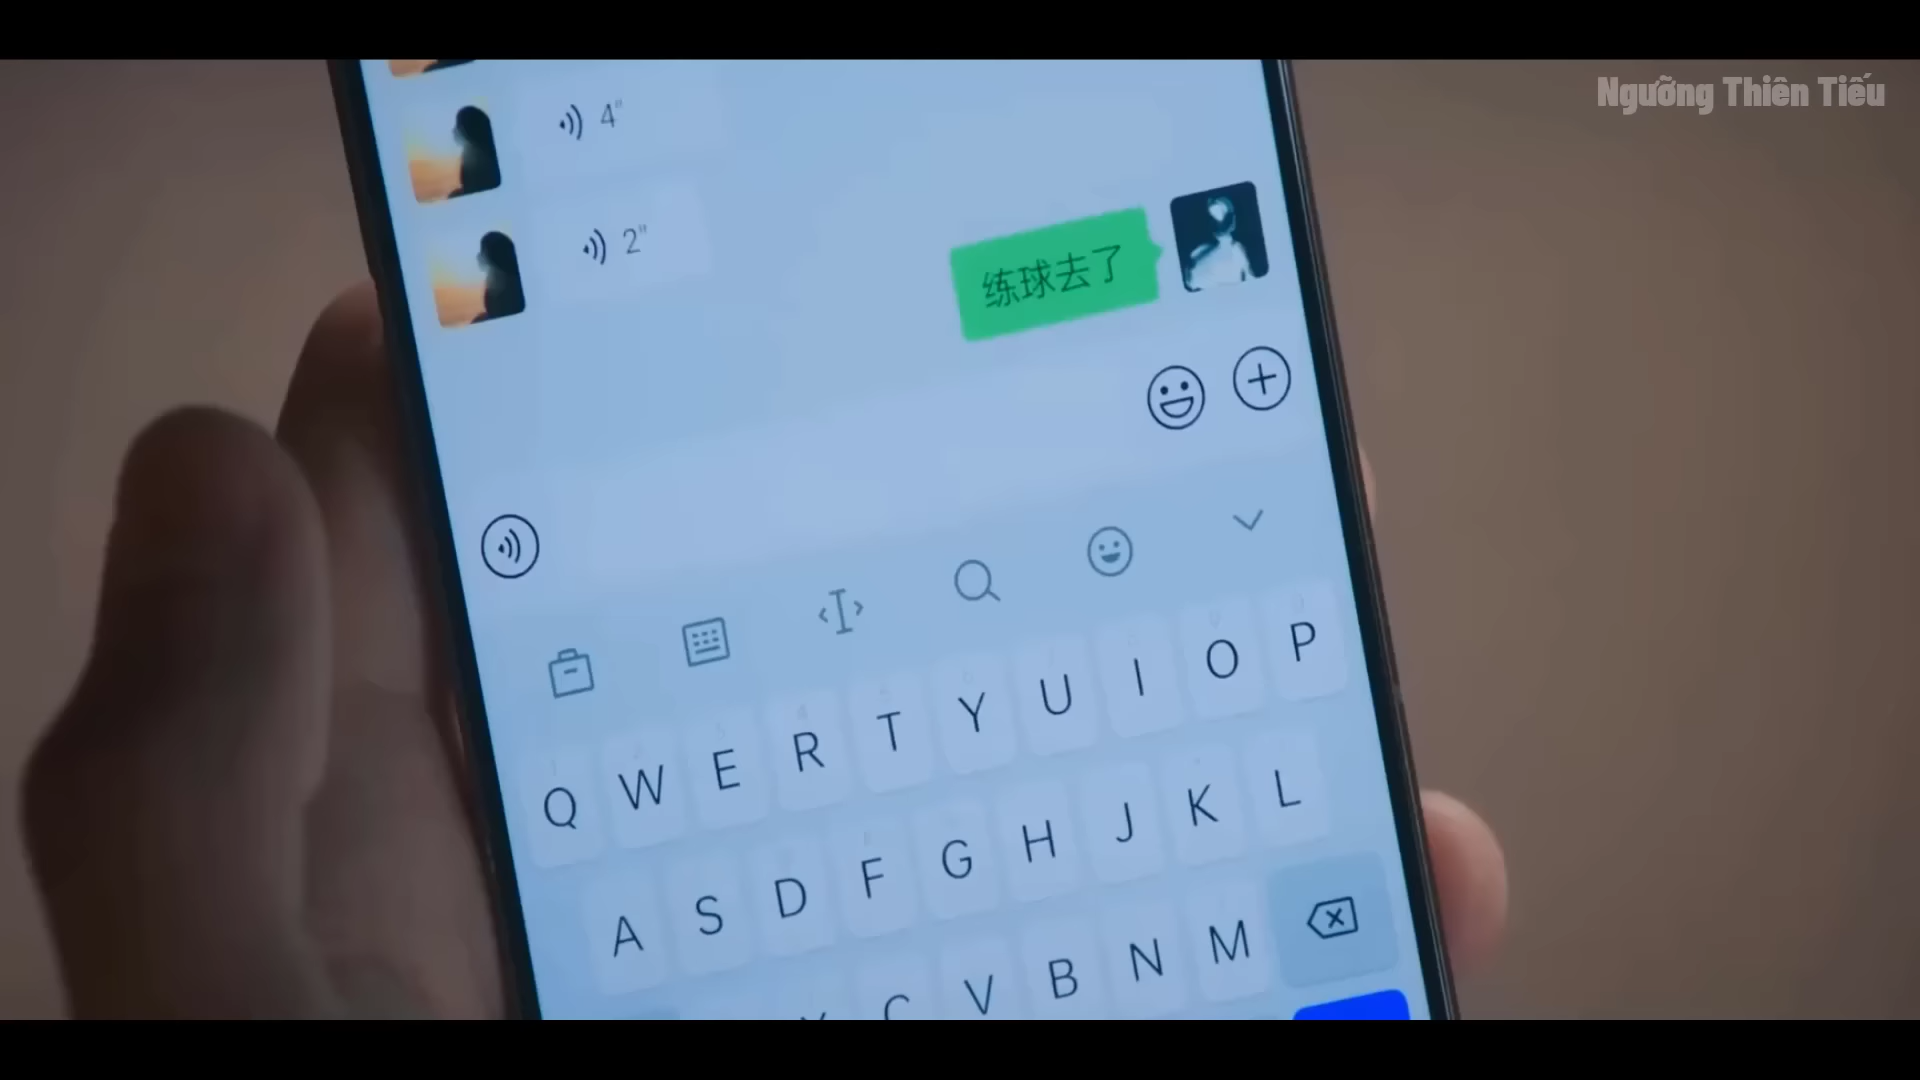 Ngưỡng Thiên Tiếu
4"
2"
练球去了
Q W E R T Y U I O P
A S D F G H J K L
C V B N M